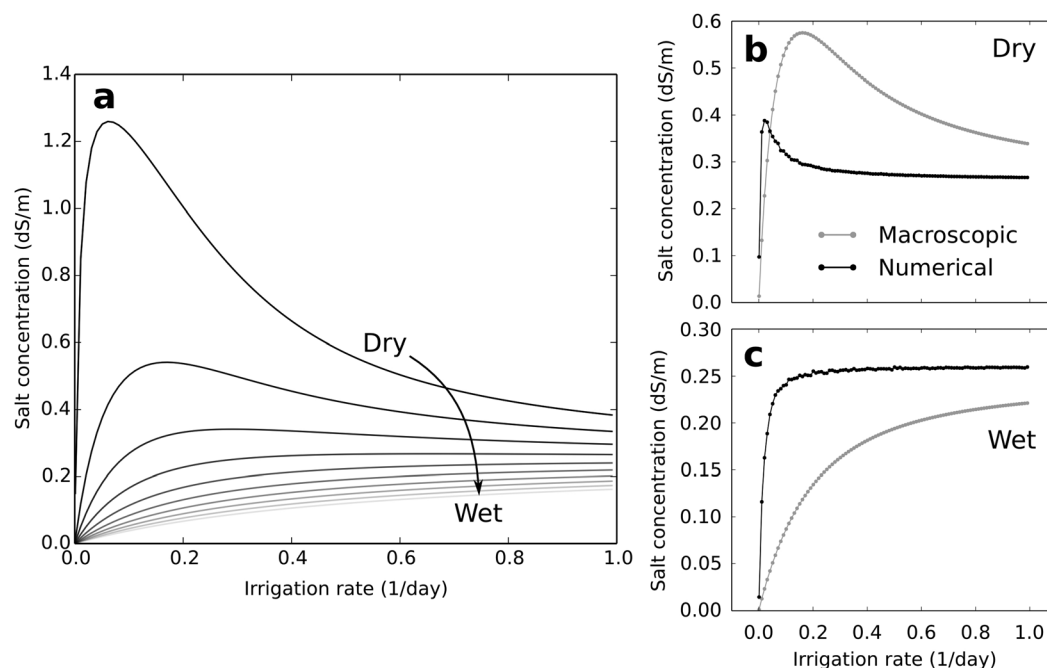 a
Salt concentration (dS/m)
1.4
1.2
1.0
0.8
0.6
0.4
0.2
0.0
Dry
Wet
0.0 0.2 0.4 0.6 0.8 1.0
Irrigation rate (1/day)
b
Dry
Salt concentration (dS/m)
0.6
0.5
0.4
0.3
0.2
0.1
0.0
Macroscopic
Numerical
c
Wet
Salt concentration (dS/m)
0.30
0.25
0.20
0.15
0.10
0.05
0.00
0.0 0.2 0.4 0.6 0.8 1.0
Irrigation rate (1/day)